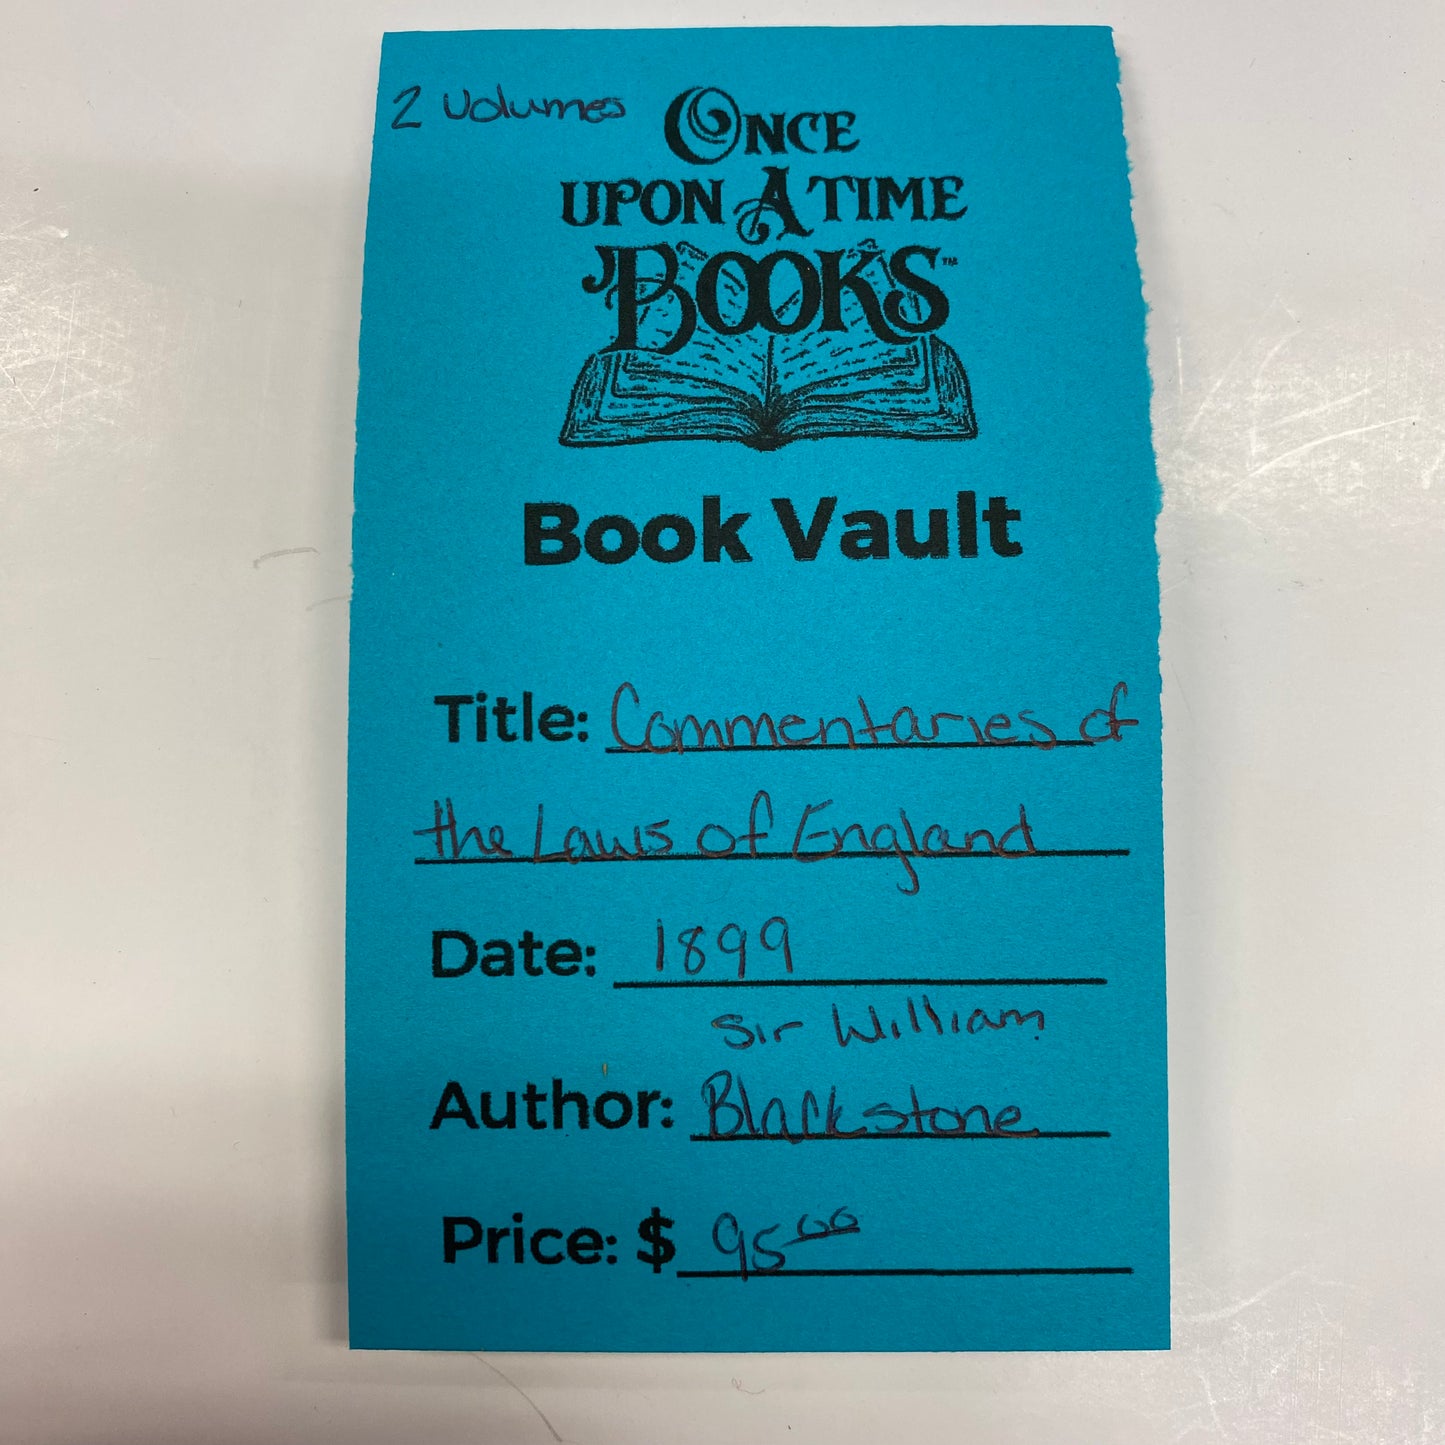 2 Volumes
ONCE
UPON A TIME
BOOKS™
Book Vault
Title: Commentaries of
the Laws of England
Date: 1899
Sir William
Author: Blackstone
Price: $ 95.00